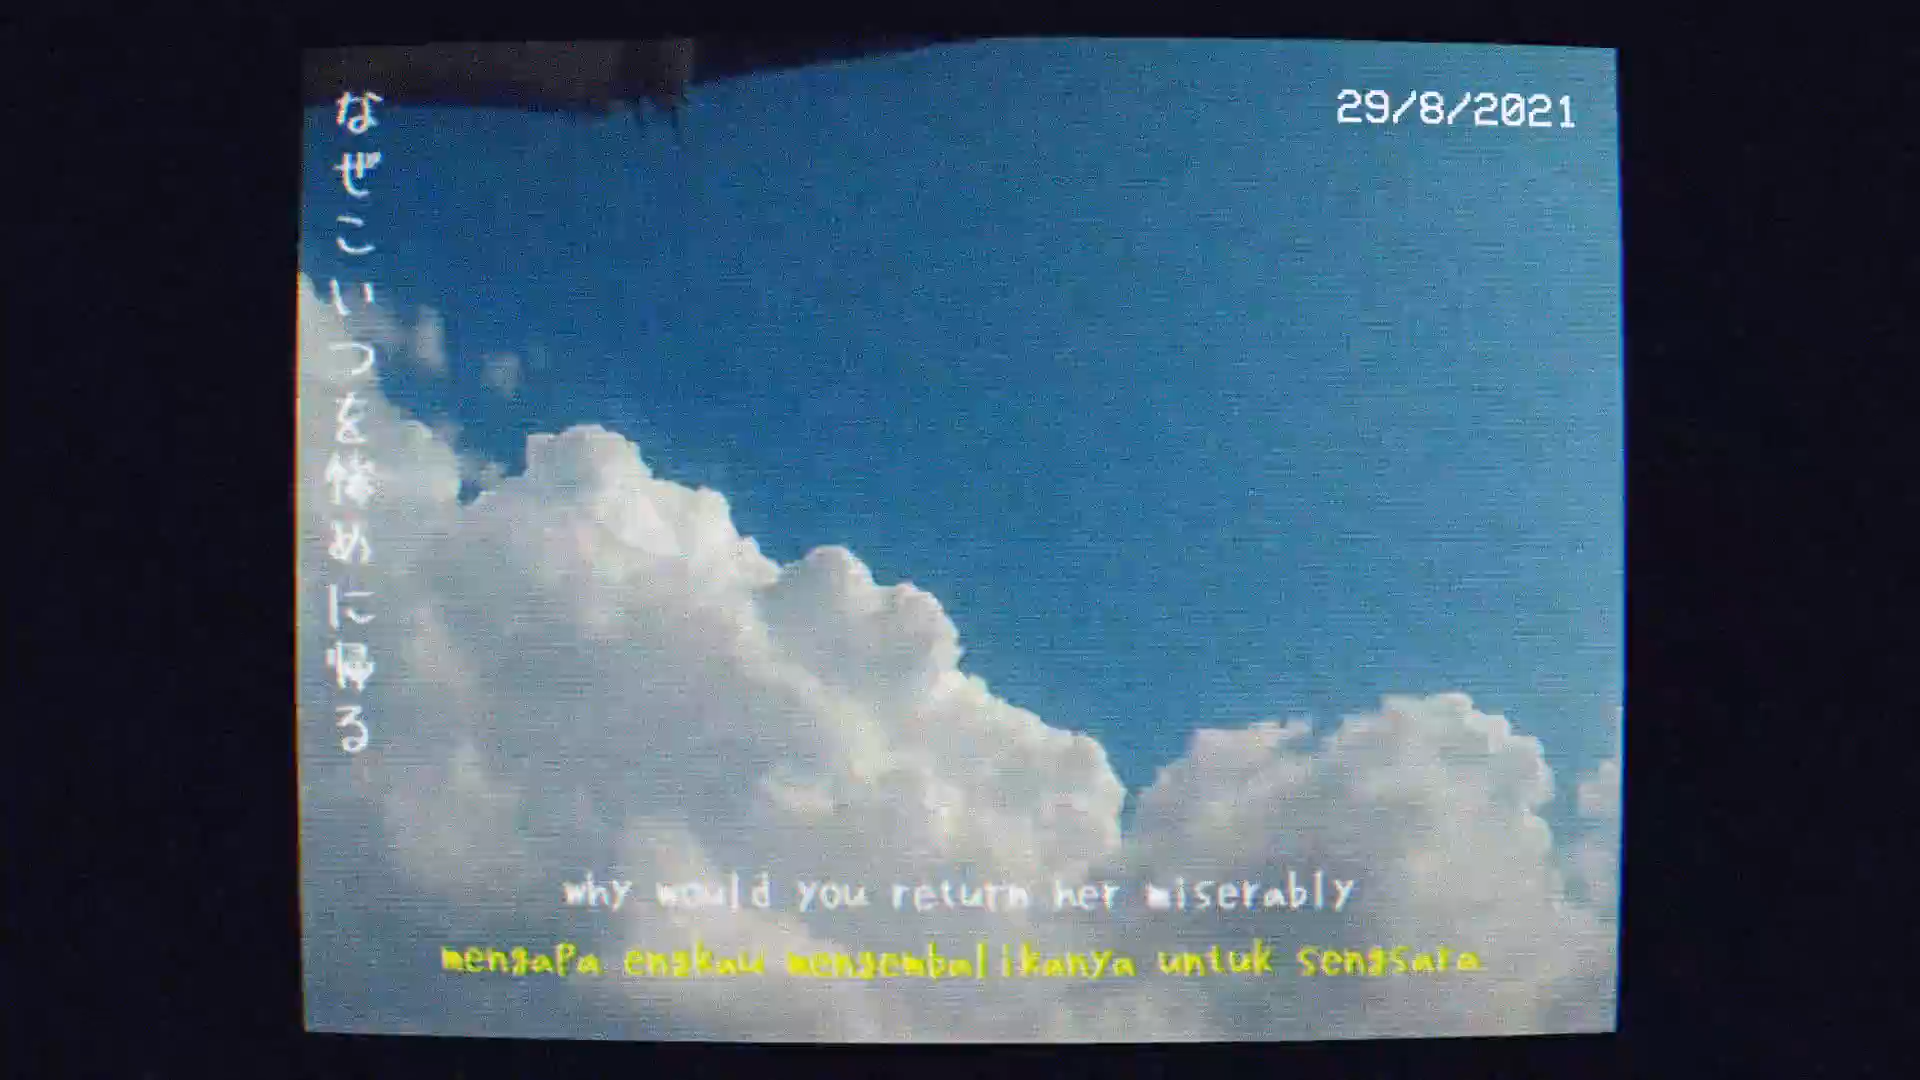 29/8/2021
なぜこいつを惨めに帰る
why would you return her miserably
mengapa engkau mengembalikanya untuk sengsara